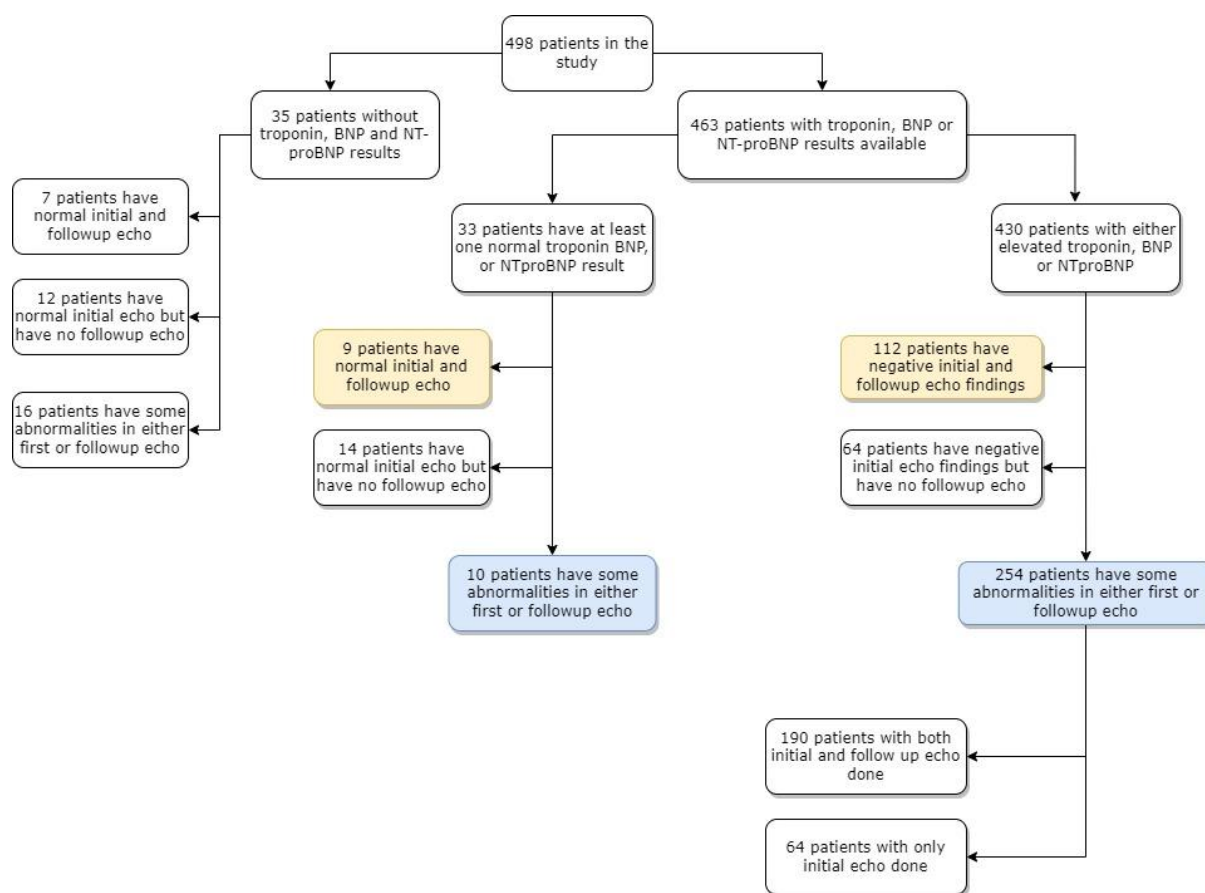 498 patients in the
study
35 patients without
troponin, BNP and NT-
proBNP results
463 patients with troponin, BNP or
NT-proBNP results available
7 patients have
normal initial and
followup echo
33 patients have at least
one normal troponin BNP,
or NTproBNP result
430 patients with either
elevated troponin, BNP
or NTproBNP
12 patients have
normal initial echo but
have no followup echo
9 patients have
normal initial and
followup echo
112 patients have
negative initial and
followup echo findings
16 patients have some
abnormalities in either
first or followup echo
14 patients have
normal initial echo but
have no followup echo
64 patients have negative
initial echo findings but
have no followup echo
10 patients have some
abnormalities in either
first or followup echo
254 patients have some
abnormalities in either first or
followup echo
190 patients with both
initial and follow up echo
done
64 patients with only
initial echo done